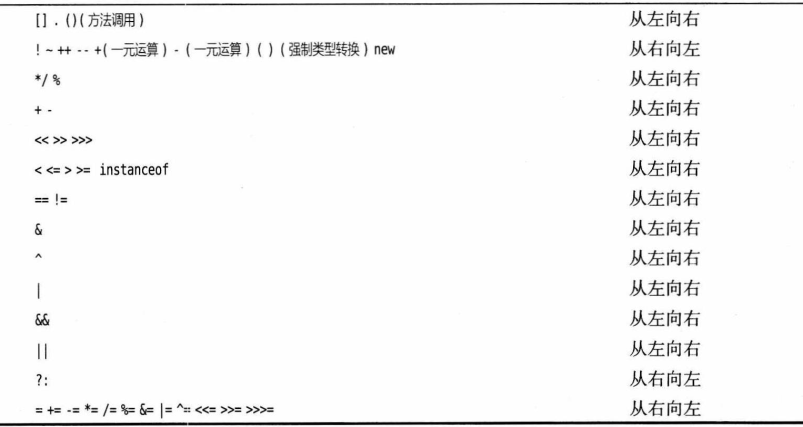 [] . ()(方法调用) 从左向右
! ~ ++ -- +(一元运算) - (一元运算) ( ) (强制类型转换) new 从右向左
*/ % 从左向右
+ - 从左向右
<< >> >>> 从左向右
< <= > >= instanceof 从左向右
== != 从左向右
& 从左向右
^ 从左向右
| 从左向右
&& 从左向右
|| 从左向右
?: 从右向左
= += -= *= /= %= &= |= ^= <<= >>= >>>= 从右向左